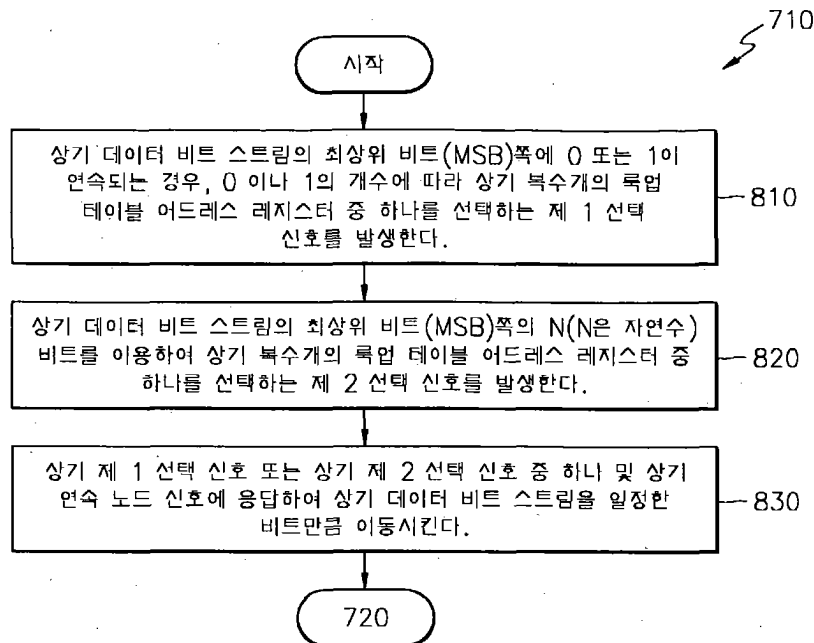 710
시작
상기 데이터 비트 스트림의 최상위 비트(MSB)쪽에 0 또는 1이
연속되는 경우, 0 이나 1의 개수에 따라 상기 복수개의 룩업
테이블 어드레스 레지스터 중 하나를 선택하는 제 1 선택
신호를 발생한다.
810
상기 데이터 비트 스트림의 최상위 비트(MSB)쪽의 N(N은 자연수)
비트를 이용하여 상기 복수개의 룩업 테이블 어드레스 레지스터 중
하나를 선택하는 제 2 선택 신호를 발생한다.
820
상기 제 1 선택 신호 또는 상기 제 2 선택 신호 중 하나 및 상기
연속 노드 신호에 응답하여 상기 데이터 비트 스트림을 일정한
비트만큼 이동시킨다.
830
720